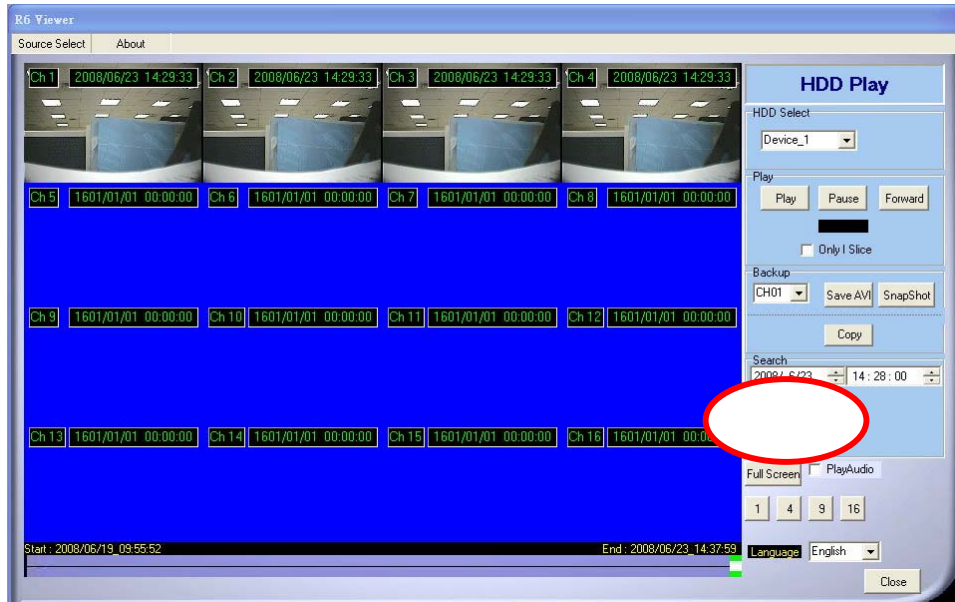 R6 Viewer
Source Select About
Ch 1 2008/06/23 14:29:33 Ch 2 2008/06/23 14:29:33 Ch 3 2008/06/23 14:29:33 Ch 4 2008/06/23 14:29:33
Ch 5 1601/01/01 00:00:00 Ch 6 1601/01/01 00:00:00 Ch 7 1601/01/01 00:00:00 Ch 8 1601/01/01 00:00:00
Ch 9 1601/01/01 00:00:00 Ch 10 1601/01/01 00:00:00 Ch 11 1601/01/01 00:00:00 Ch 12 1601/01/01 00:00:00
Ch 13 1601/01/01 00:00:00 Ch 14 1601/01/01 00:00:00 Ch 15 1601/01/01 00:00:00 Ch 16 1601/01/01
Start : 2008/06/19_09:55:52 End : 2008/06/23_14:37:59
HDD Play
HDD Select
Device_1
Play
Play Pause Forward
Only I Slice
Backup
CH01 Save AVI SnapShot
Copy
Search
2008/ 6/23 14 : 28 : 00
Full Screen PlayAudio
1 4 9 16
Language English
Close